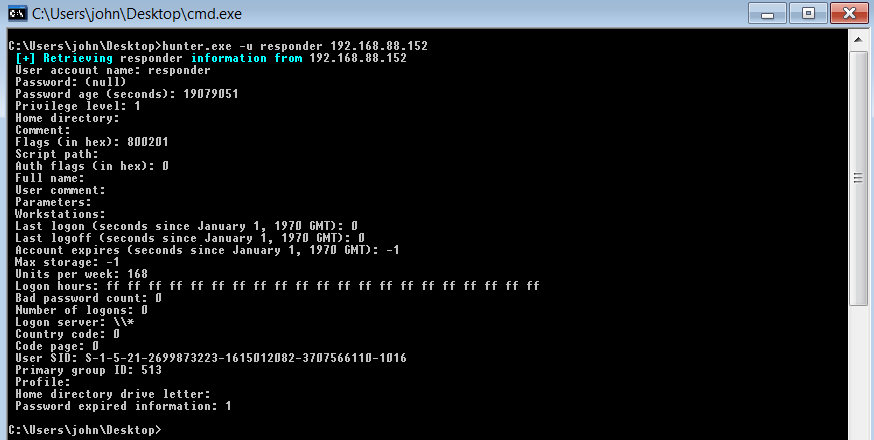 C:\Users\john\Desktop\cmd.exe
C:\Users\john\Desktop>hunter.exe -u responder 192.168.88.152
[+] Retrieving responder information from 192.168.88.152
User account name: responder
Password: (null)
Password age (seconds): 19079051
Privilege level: 1
Home directory:
Comment:
Flags (in hex): 800201
Script path:
Auth flags (in hex): 0
Full name:
User comment:
Parameters:
Workstations:
Last logon (seconds since January 1, 1970 GMT): 0
Last logoff (seconds since January 1, 1970 GMT): 0
Account expires (seconds since January 1, 1970 GMT): -1
Max storage: -1
Units per week: 168
Logon hours: ff ff ff ff ff ff ff ff ff ff ff ff ff ff ff ff ff ff ff ff ff
Bad password count: 0
Number of logons: 0
Logon server: \\*
Country code: 0
Code page: 0
User SID: S-1-5-21-2699873223-1615012082-3707566110-1016
Primary group ID: 513
Profile:
Home directory drive letter:
Password expired information: 1
C:\Users\john\Desktop>